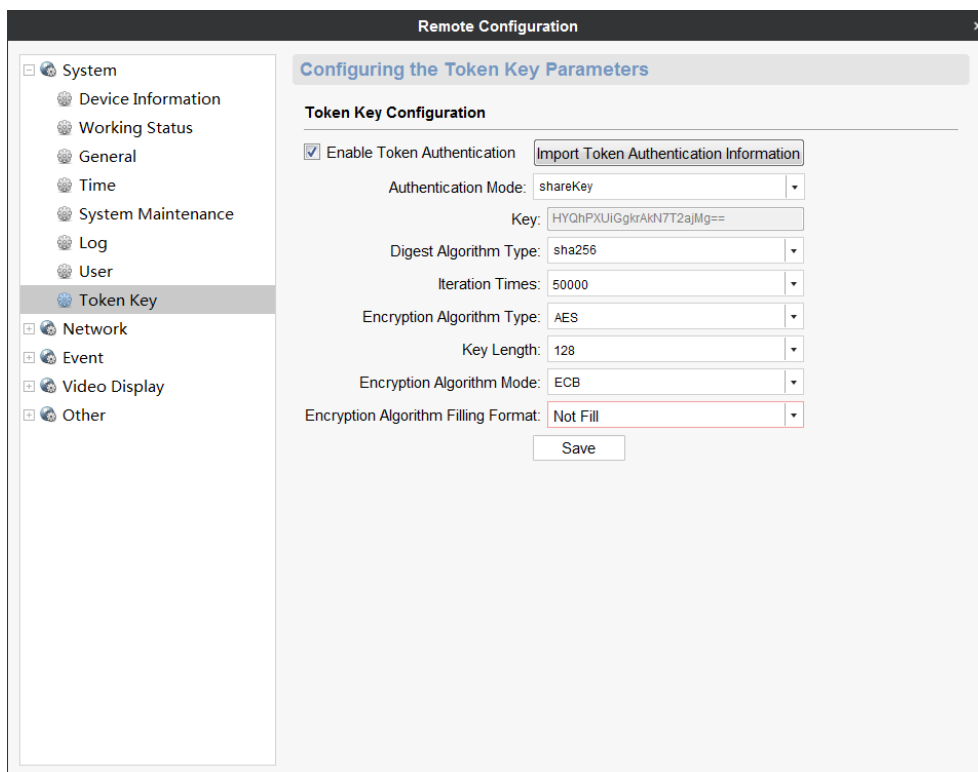 Remote Configuration
System
Device Information
Working Status
General
Time
System Maintenance
Log
User
Token Key
Network
Event
Video Display
Other
Configuring the Token Key Parameters
Token Key Configuration
Enable Token Authentication Import Token Authentication Information
Authentication Mode: shareKey
Key: HYQhPXUiGgkrAkN7T2ajMg==
Digest Algorithm Type: sha256
Iteration Times: 50000
Encryption Algorithm Type: AES
Key Length: 128
Encryption Algorithm Mode: ECB
Encryption Algorithm Filling Format: Not Fill
Save